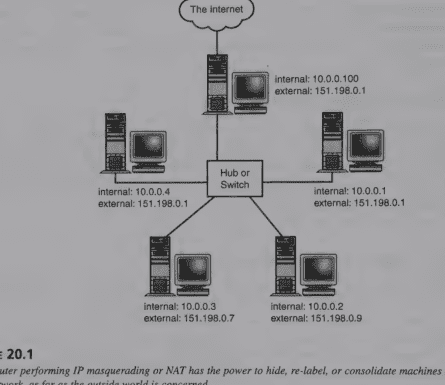 The internet
internal: 10.0.0.100
external: 151.198.0.1
Hub or
Switch
internal: 10.0.0.4
external: 151.198.0.1
internal: 10.0.0.1
external: 151.198.0.1
internal: 10.0.0.3
external: 151.198.0.7
internal: 10.0.0.2
external: 151.198.0.9
E 20.1
uter performing IP masquerading or NAT has the power to hide, re-label, or consolidate machines
work, as far as the outside world is concerned